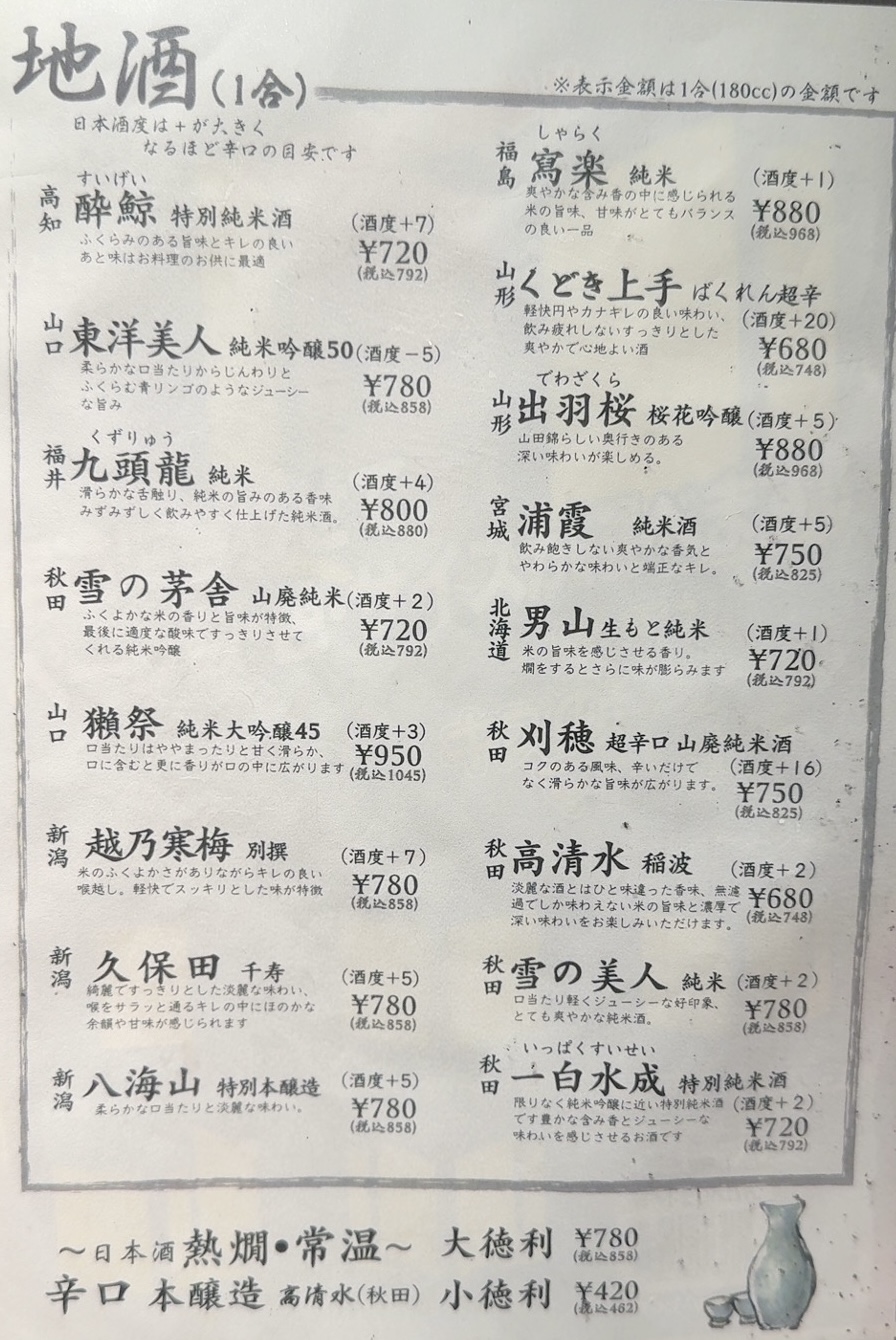 地酒(1合)
※表示金額は1合(180cc)の金額です
日本酒度は+が大きく
なるほど辛口の目安です
すいげい
高知 酔鯨 特別純米酒 (酒度+7)
ふくらみのある旨味とキレの良い
あと味はお料理のお供に最適
¥720
(税込792)
山口 東洋美人 純米吟醸50 (酒度-5)
柔らかな口当たりからじんわりと
ふくらむ青リンゴのようなジューシー
な旨み
¥780
(税込858)
くずりゅう
福井 九頭龍 純米 (酒度+4)
滑らかな舌触り、純米の旨みのある香味
みずみずしく飲みやすく仕上げた純米酒。
¥800
(税込880)
秋田 雪の茅舎 山廃純米 (酒度+2)
ふくよかな米の香りと旨味が特徴、
最後に適度な酸味ですっきりさせて
くれる純米吟醸
¥720
(税込792)
山口 獺祭 純米大吟醸45 (酒度+3)
口当たりはややまったりと甘く滑らか、
口に含むと更に香りが口の中に広がります
¥950
(税込1045)
新潟 越乃寒梅 別撰 (酒度+7)
米のふくよかさがありながらキレの良い
喉越し。軽快でスッキリとした味が特徴
¥780
(税込858)
新潟 久保田 千寿 (酒度+5)
綺麗ですっきりとした淡麗な味わい、
喉をサラッと通るキレの中にほのかな
余韻や甘味が感じられます
¥780
(税込858)
新潟 八海山 特別本醸造 (酒度+5)
柔らかな口当たりと淡麗な味わい。
¥780
(税込858)
しゃらく
福島 寫楽 純米 (酒度+1)
爽やかな含み香の中に感じられる
米の旨味、甘味がとてもバランス
の良い一品
¥880
(税込968)
山形 くどき上手 ばくれん超辛
軽快円やカナギレの良い味わい、
飲み疲れしないすっきりとした
爽やかで心地よい酒
(酒度+20)
¥680
(税込748)
でわざくら
山形 出羽桜 桜花吟醸 (酒度+5)
山田錦らしい奥行きのある
深い味わいが楽しめる。
¥880
(税込968)
宮城 浦霞 純米酒 (酒度+5)
飲み飽きしない爽やかな香気と
やわらかな味わいと端正なキレ。
¥750
(税込825)
北海道 男山 生もと純米 (酒度+1)
米の旨味を感じさせる香り。
燗をするとさらに味が膨らみます
¥720
(税込792)
秋田 刈穂 超辛口 山廃純米酒
コクのある風味、辛いだけで
なく滑らかな旨味が広がります。
(酒度+16)
¥750
(税込825)
秋田 高清水 稲波 (酒度+2)
淡麗な酒とはひと味違った香味、無濾
過でしか味わえない米の旨味と濃厚で
深い味わいをお楽しみいただけます。
¥680
(税込748)
秋田 雪の美人 純米 (酒度+2)
口当たり軽くジューシーな好印象、
とても爽やかな純米酒。
¥780
(税込858)
いっぱくすいせい
秋田 一白水成 特別純米酒
限りなく純米吟醸に近い特別純米酒
です豊かな含み香とジューシーな
味わいを感じさせるお酒です
(酒度+2)
¥720
(税込792)
〜日本酒 熱燗・常温〜 大徳利 ¥780
(税込858)
辛口 本醸造 高清水(秋田) 小徳利 ¥420
(税込462)